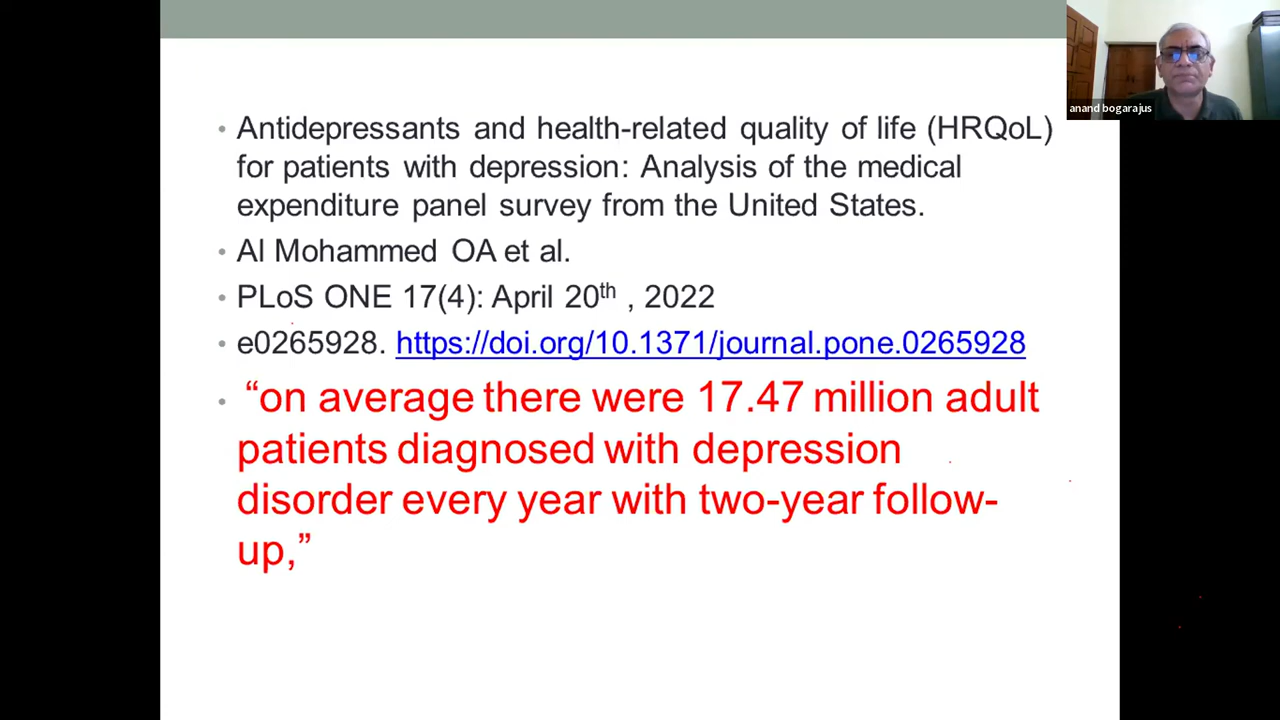 anand bogarajus
• Antidepressants and health-related quality of life (HRQoL)
for patients with depression: Analysis of the medical
expenditure panel survey from the United States.
• Al Mohammed OA et al.
• PLoS ONE 17(4): April 20th , 2022
• e0265928. https://doi.org/10.1371/journal.pone.0265928
• “on average there were 17.47 million adult
patients diagnosed with depression
disorder every year with two-year follow-
up,”